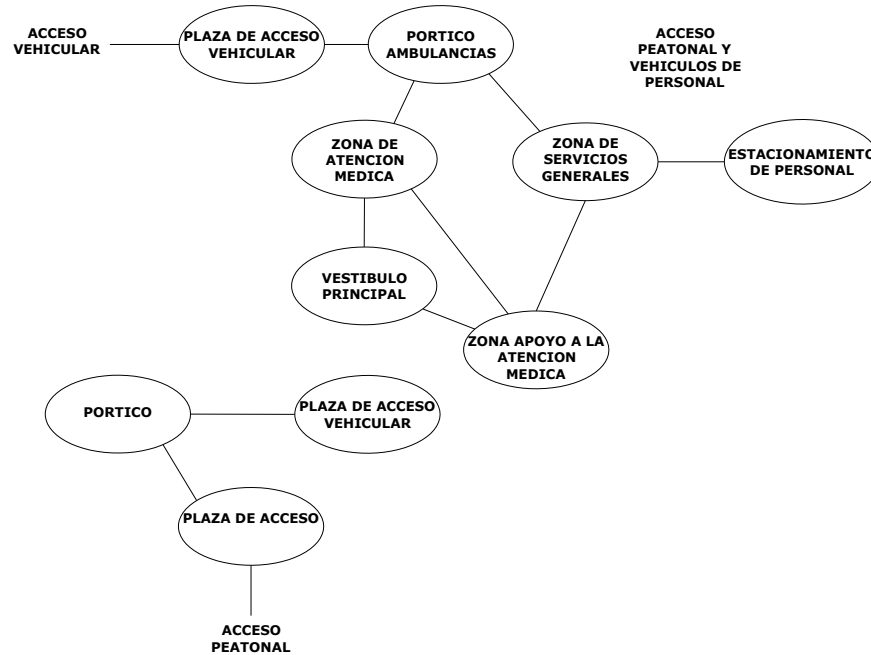 ACCESO
VEHICULAR
PLAZA DE ACCESO
VEHICULAR
PORTICO
AMBULANCIAS
ACCESO
PEATONAL Y
VEHICULOS DE
PERSONAL
ZONA DE
ATENCION
MEDICA
ZONA DE
SERVICIOS
GENERALES
ESTACIONAMIENTO
DE PERSONAL
VESTIBULO
PRINCIPAL
ZONA APOYO A LA
ATENCION
MEDICA
PORTICO
PLAZA DE ACCESO
VEHICULAR
PLAZA DE ACCESO
ACCESO
PEATONAL